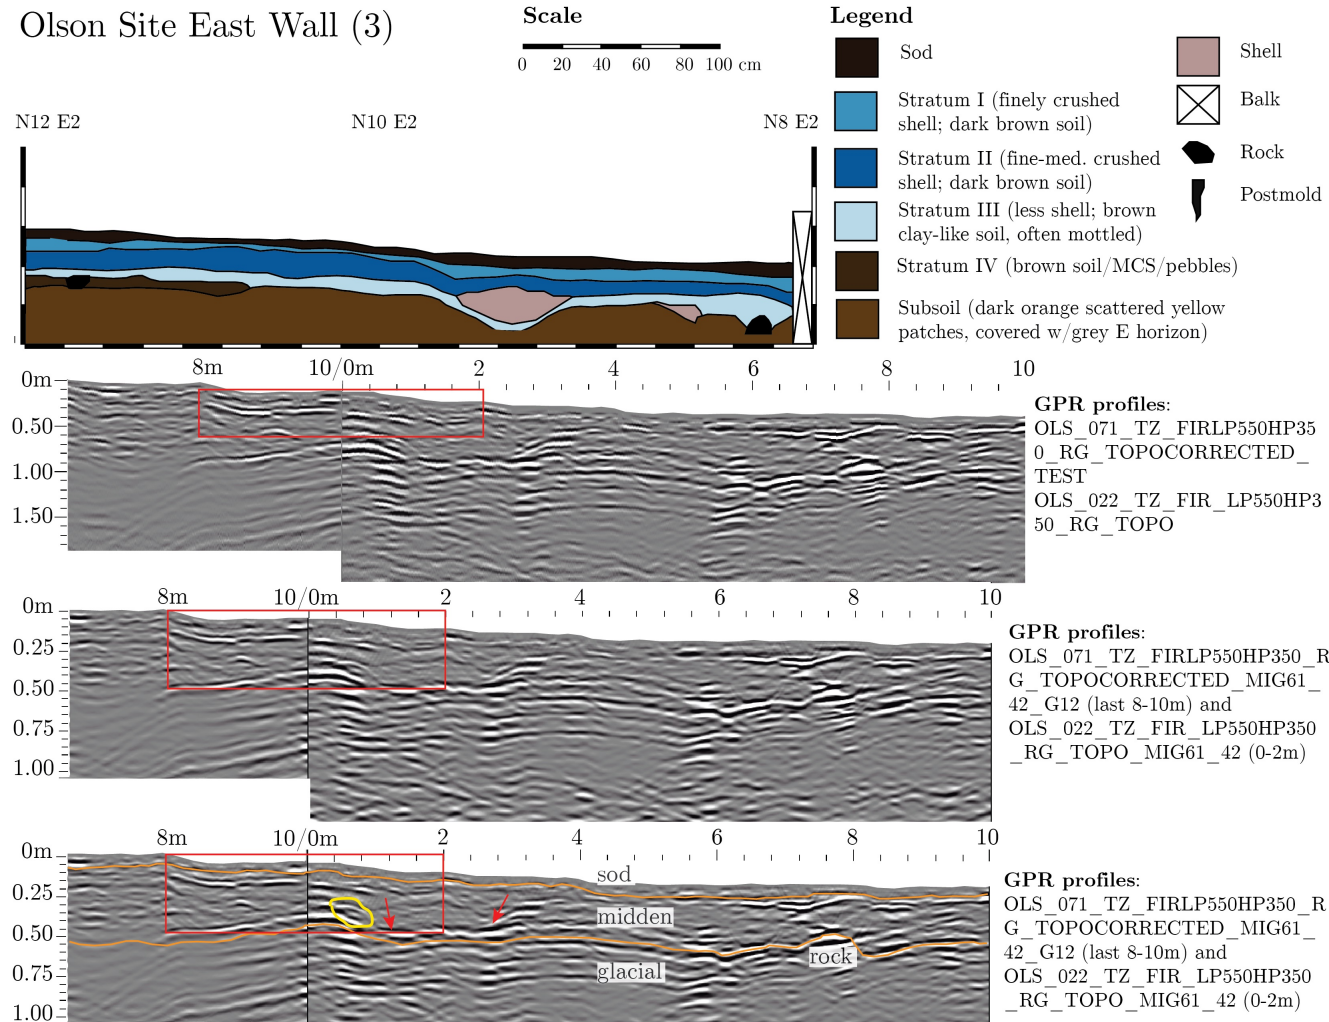 Olson Site East Wall (3)
Scale
0 20 40 60 80 100 cm
Legend
Sod
Stratum I (finely crushed
shell; dark brown soil)
Stratum II (fine-med. crushed
shell; dark brown soil)
Stratum III (less shell; brown
clay-like soil, often mottled)
Stratum IV (brown soil/MCS/pebbles)
Subsoil (dark orange scattered yellow
patches, covered w/grey E horizon)
Shell
Balk
Rock
Postmold
N12 E2 N10 E2 N8 E2
8m 10/0m 2 4 6 8 10
0m
0.50
1.00
1.50
GPR profiles:
OLS_071_TZ_FIRLP550HP35
0_RG_TOPOCORRECTED_
TEST
OLS_022_TZ_FIR_LP550HP3
50_RG_TOPO
8m 10/0m 2 4 6 8 10
0m
0.25
0.50
0.75
1.00
GPR profiles:
OLS_071_TZ_FIRLP550HP350_R
G_TOPOCORRECTED_MIG61_
42_G12 (last 8-10m) and
OLS_022_TZ_FIR_LP550HP350
_RG_TOPO_MIG61_42 (0-2m)
8m 10/0m 2 4 6 8 10
0m
0.25
0.50
0.75
1.00
sod
midden
glacial
rock
GPR profiles:
OLS_071_TZ_FIRLP550HP350_R
G_TOPOCORRECTED_MIG61_
42_G12 (last 8-10m) and
OLS_022_TZ_FIR_LP550HP350
_RG_TOPO_MIG61_42 (0-2m)